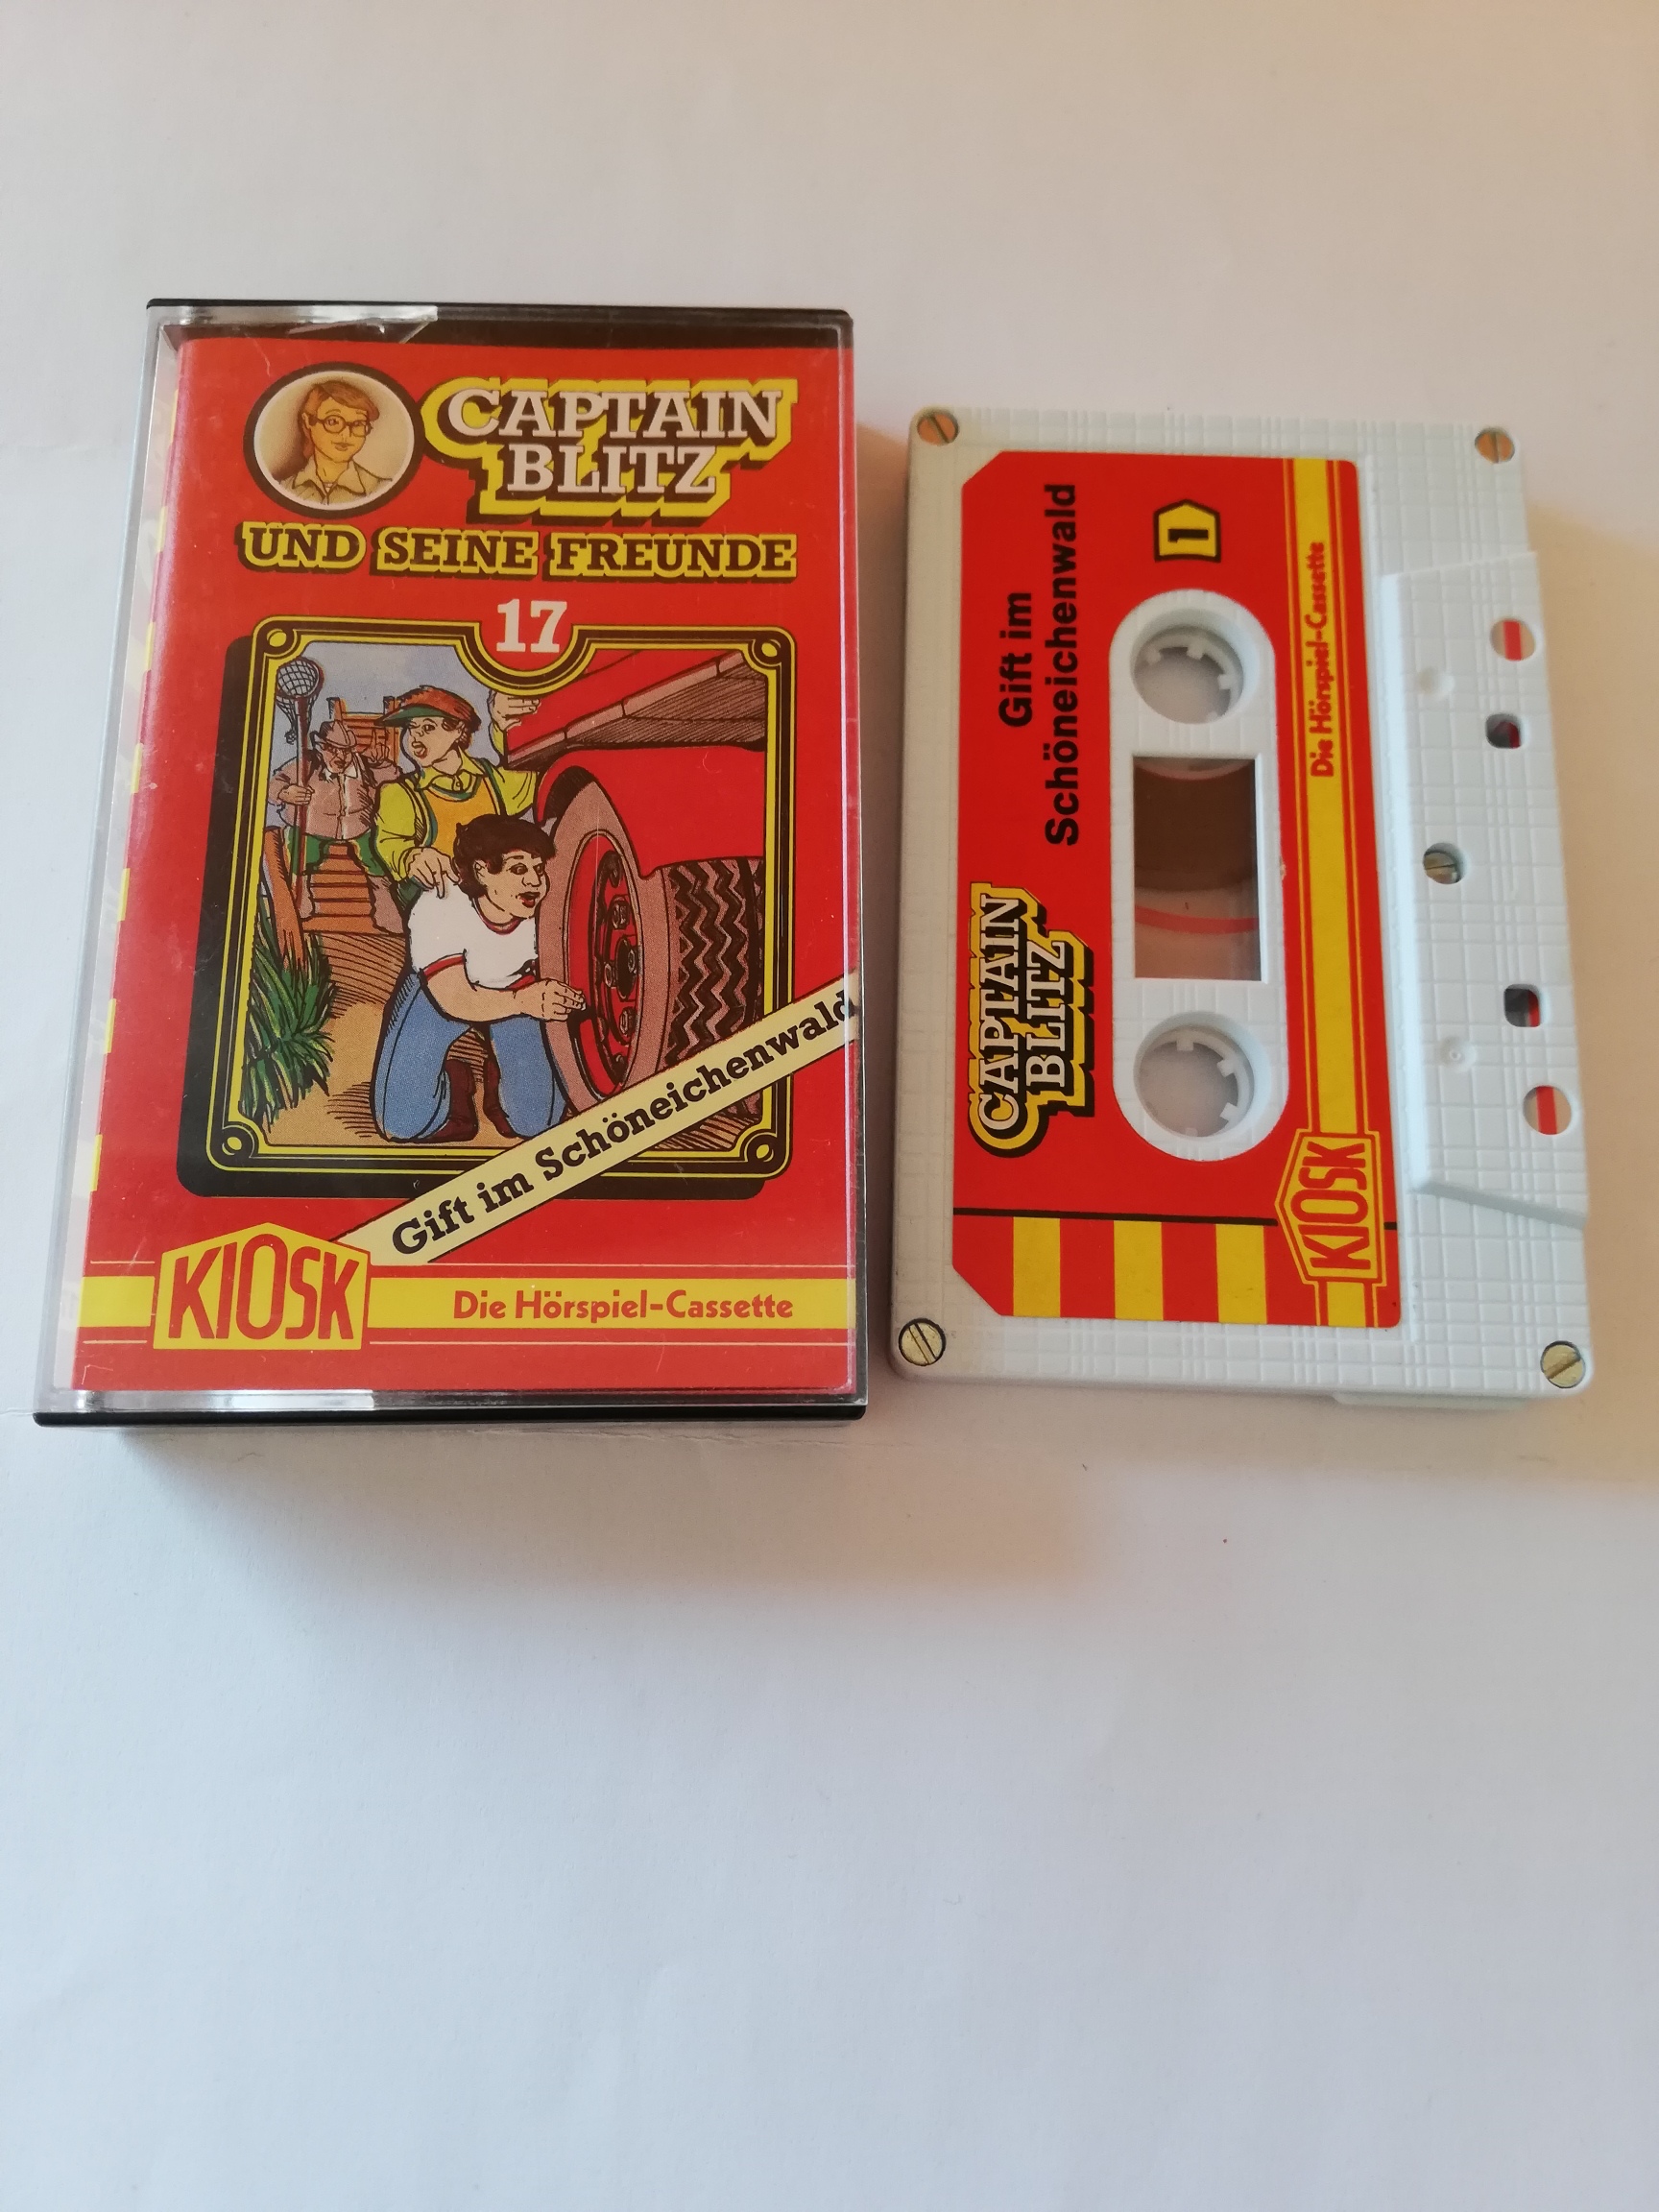 CAPTAIN
BLITZ
UND SEINE FREUNDE
17
Gift im Schöneichenwald
KIOSK
Die Hörspiel-Cassette
Gift im
Schöneichenwald
1
CAPTAIN
BLITZ
Die Hörspiel-Cassette
KIOSK